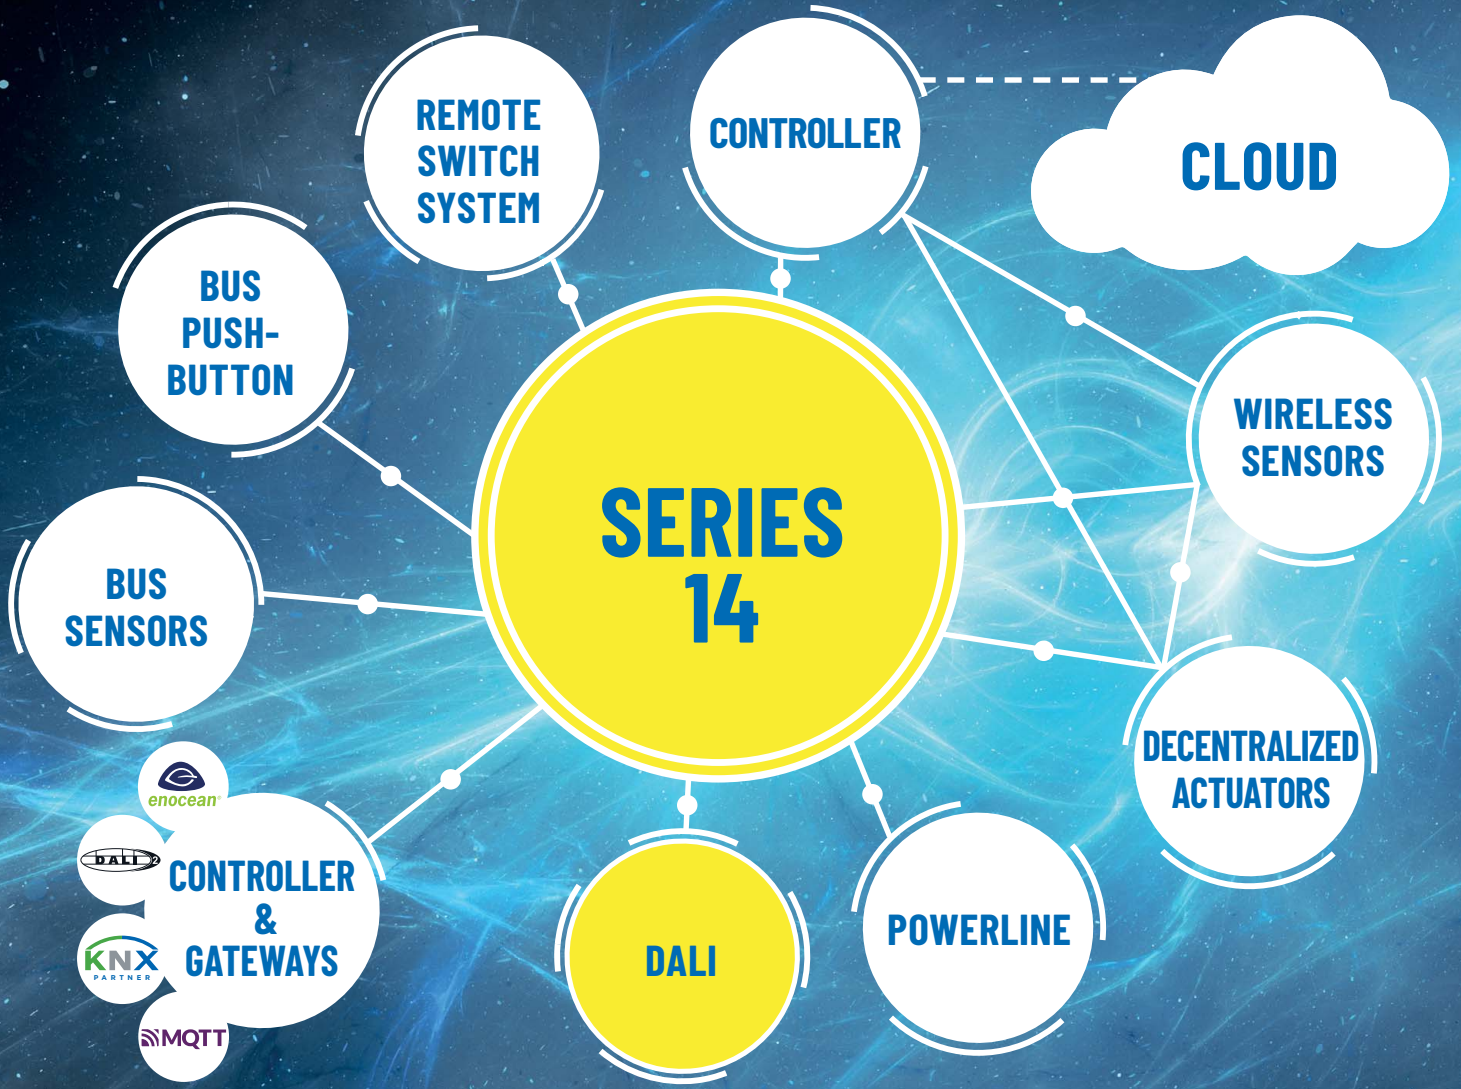 REMOTE
SWITCH
SYSTEM
CONTROLLER
CLOUD
BUS
PUSH-
BUTTON
WIRELESS
SENSORS
SERIES
14
BUS
SENSORS
DECENTRALIZED
ACTUATORS
enocean®
DALI 2
CONTROLLER
&
GATEWAYS
KNX
PARTNER
MQTT
DALI
POWERLINE